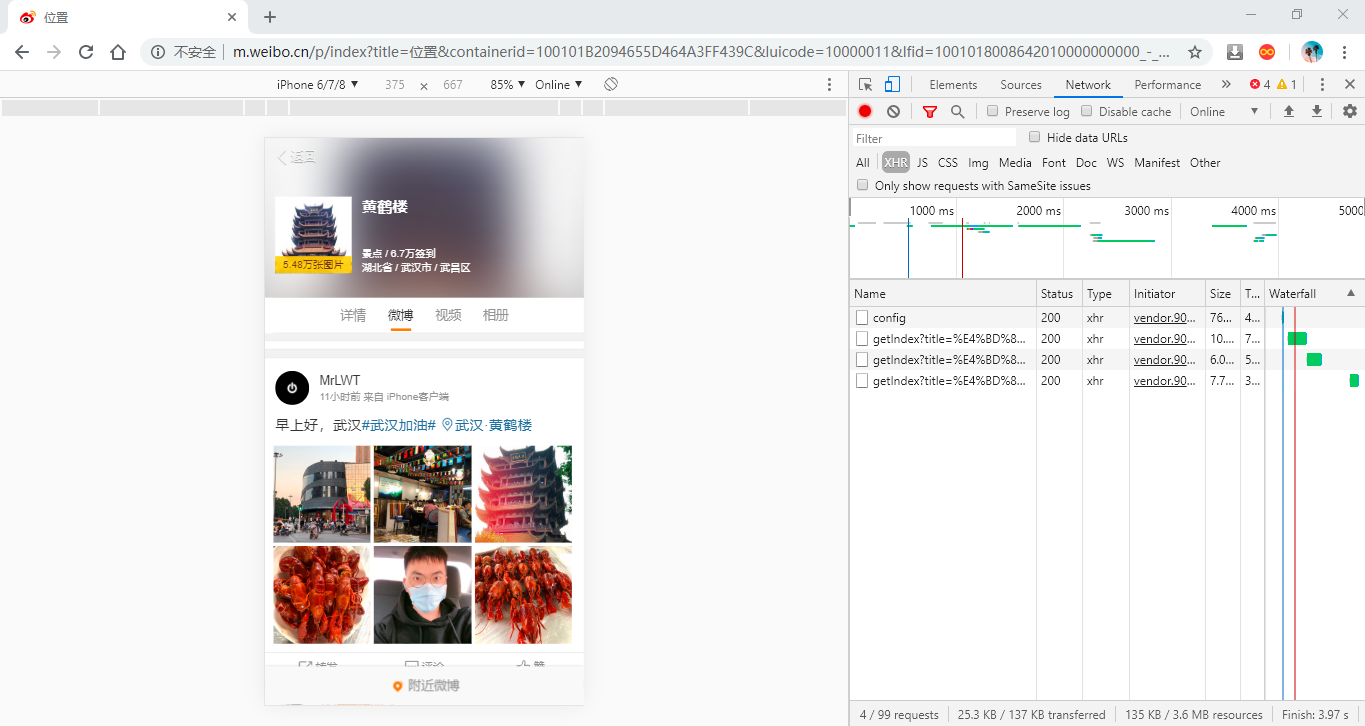 位置
不安全 m.weibo.cn/p/index?title=位置&containerid=100101B2094655D464A3FF439C&luicode=10000011&lfid=1001018008642010000000000_-_...
iPhone 6/7/8 ▼ 375 × 667 85% ▼ Online ▼
返回
黄鹤楼
5.48万张图片
景点 / 6.7万签到
湖北省 / 武汉市 / 武昌区
详情 微博 视频 相册
MrLWT
11小时前 来自 iPhone客户端
早上好，武汉#武汉加油# 武汉·黄鹤楼
转发 评论 赞
附近微博
Elements Sources Network Performance » 4 1
Preserve log Disable cache Online ▼
Filter Hide data URLs
All XHR JS CSS Img Media Font Doc WS Manifest Other
Only show requests with SameSite issues
1000 ms 2000 ms 3000 ms 4000 ms 5000
Name Status Type Initiator Size T... Waterfall ▲
config 200 xhr vendor.90... 76... 4...
getIndex?title=%E4%BD%8... 200 xhr vendor.90... 10.... 7...
getIndex?title=%E4%BD%8... 200 xhr vendor.90... 6.0... 5...
getIndex?title=%E4%BD%8... 200 xhr vendor.90... 7.7... 3...
4 / 99 requests 25.3 KB / 137 KB transferred 135 KB / 3.6 MB resources Finish: 3.97 s